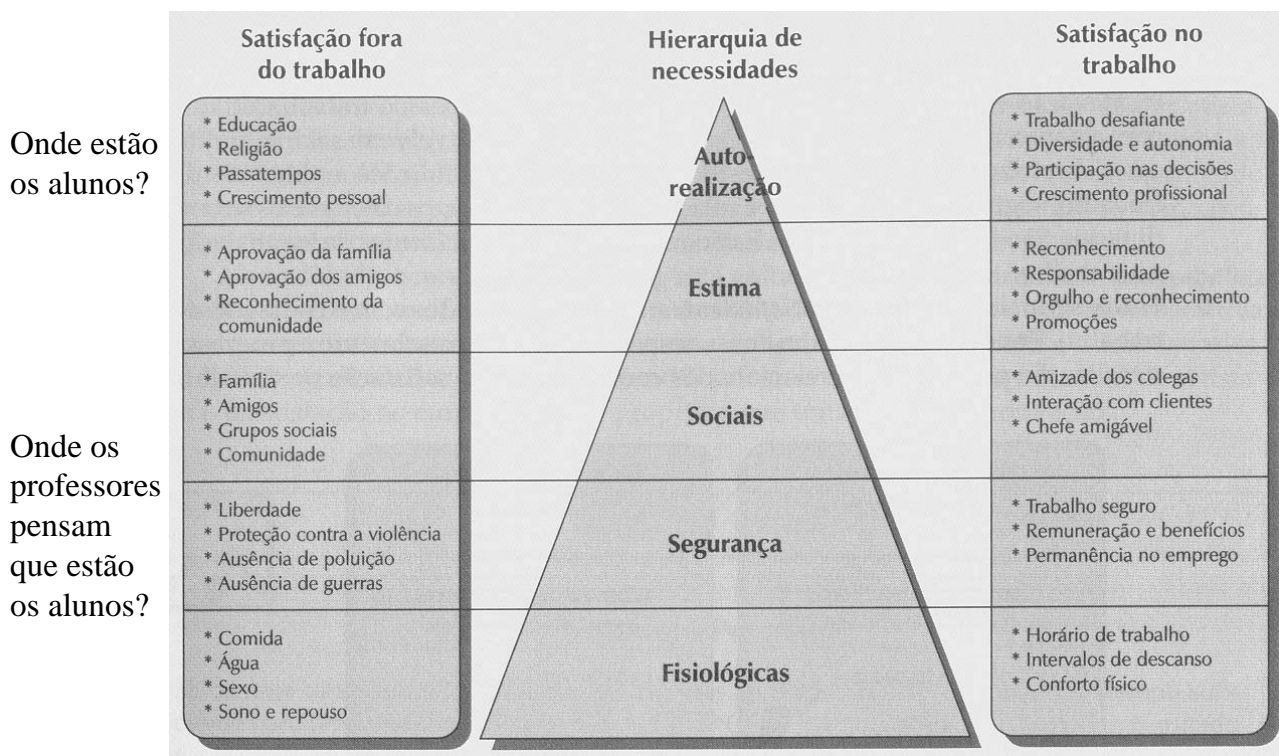 Onde estão
os alunos?
Onde os
professores
pensam
que estão
os alunos?
Satisfação fora
do trabalho
* Educação
* Religião
* Passatempos
* Crescimento pessoal
* Aprovação da família
* Aprovação dos amigos
* Reconhecimento da
comunidade
* Família
* Amigos
* Grupos sociais
* Comunidade
* Liberdade
* Proteção contra a violência
* Ausência de poluição
* Ausência de guerras
* Comida
* Água
* Sexo
* Sono e repouso
Hierarquia de
necessidades
Auto-
realização
Estima
Sociais
Segurança
Fisiológicas
Satisfação no
trabalho
* Trabalho desafiante
* Diversidade e autonomia
* Participação nas decisões
* Crescimento profissional
* Reconhecimento
* Responsabilidade
* Orgulho e reconhecimento
* Promoções
* Amizade dos colegas
* Interação com clientes
* Chefe amigável
* Trabalho seguro
* Remuneração e benefícios
* Permanência no emprego
* Horário de trabalho
* Intervalos de descanso
* Conforto físico